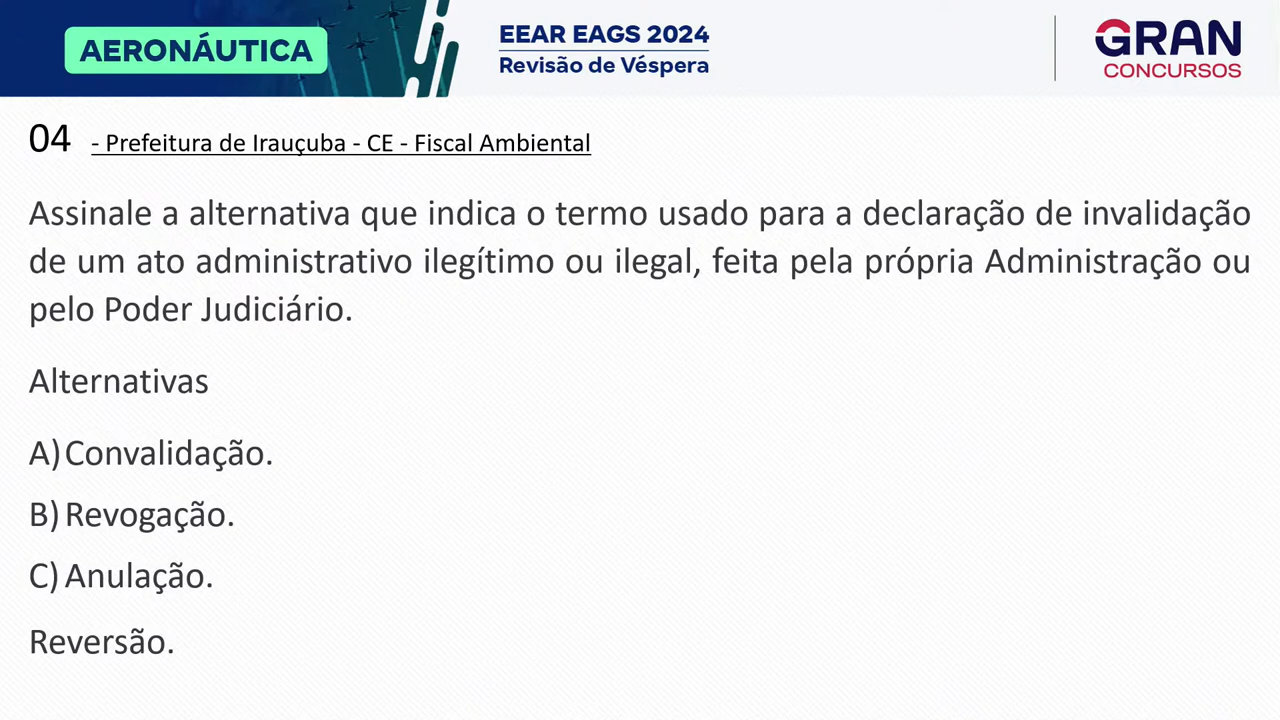 AERONÁUTICA
EEAR EAGS 2024
Revisão de Véspera
GRAN
CONCURSOS
04 - Prefeitura de Irauçuba - CE - Fiscal Ambiental
Assinale a alternativa que indica o termo usado para a declaração de invalidação
de um ato administrativo ilegítimo ou ilegal, feita pela própria Administração ou
pelo Poder Judiciário.
Alternativas
A) Convalidação.
B) Revogação.
C) Anulação.
Reversão.